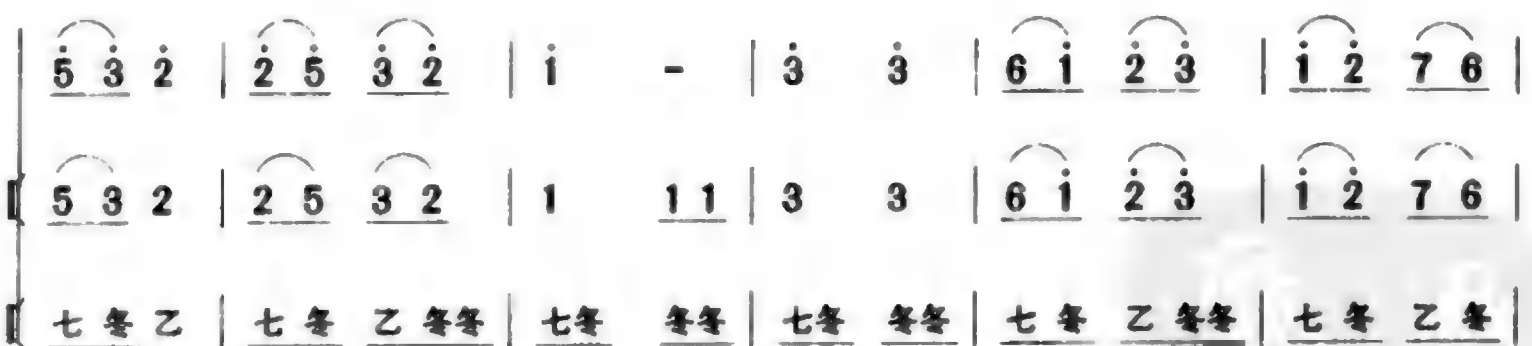 5̇ 3̇ 2̇ | 2̇ 5̇ 3̇ 2̇ | 1̇ - | 3̇ 3̇ | 6 1̇ 2̇ 3̇ | 1̇ 2̇ 7 6 |
5 3 2 | 2 5 3 2 | 1 1 1 | 3 3 | 6 1̇ 2̇ 3̇ | 1̇ 2̇ 7 6 |
七 冬 乙 | 七 冬 乙 冬冬 | 七冬 冬冬 | 七冬 冬冬 | 七 冬 乙 冬冬 | 七 冬 乙 冬 |